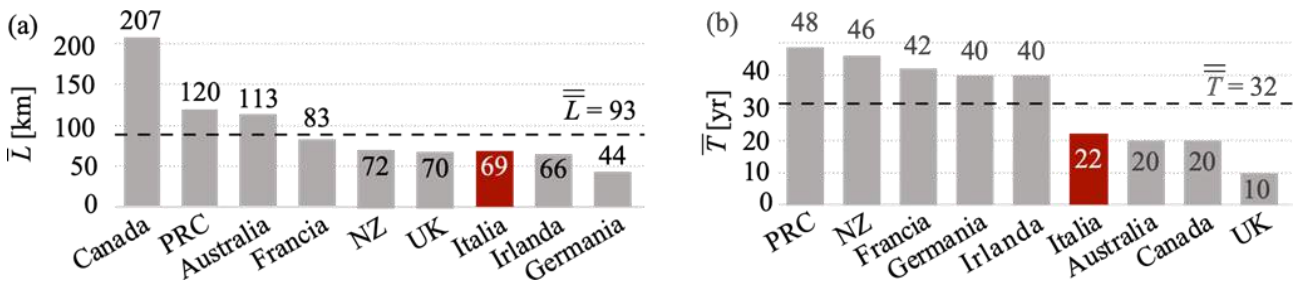 (a)
207
200
150
100
50
0
L̅ [km]
120
113
83
72
70
69
66
44
L̿ = 93
Canada
PRC
Australia
Francia
NZ
UK
Italia
Irlanda
Germania
(b)
50
40
30
20
10
0
T̿ [yr]
48
46
42
40
40
22
20
20
10
T̿ = 32
PRC
NZ
Francia
Germania
Irlanda
Italia
Australia
Canada
UK